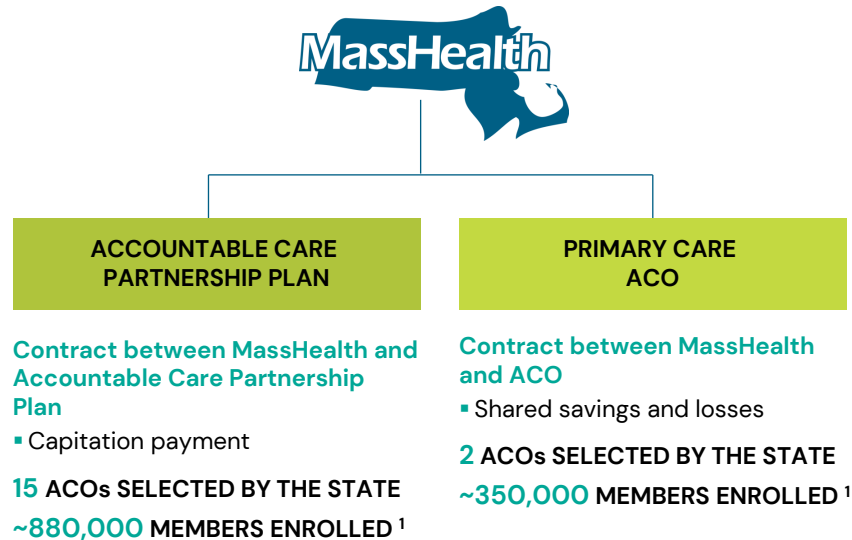 MassHealth
ACCOUNTABLE CARE
PARTNERSHIP PLAN
Contract between MassHealth and
Accountable Care Partnership
Plan
▪ Capitation payment
15 ACOs SELECTED BY THE STATE
~880,000 MEMBERS ENROLLED ¹
PRIMARY CARE
ACO
Contract between MassHealth
and ACO
▪ Shared savings and losses
2 ACOs SELECTED BY THE STATE
~350,000 MEMBERS ENROLLED ¹